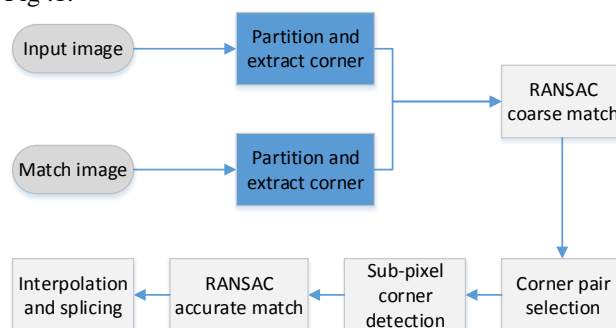 Input image
Partition and
extract corner
RANSAC
coarse match
Match image
Partition and
extract corner
Interpolation
and splicing
RANSAC
accurate match
Sub-pixel
corner
detection
Corner pair
selection